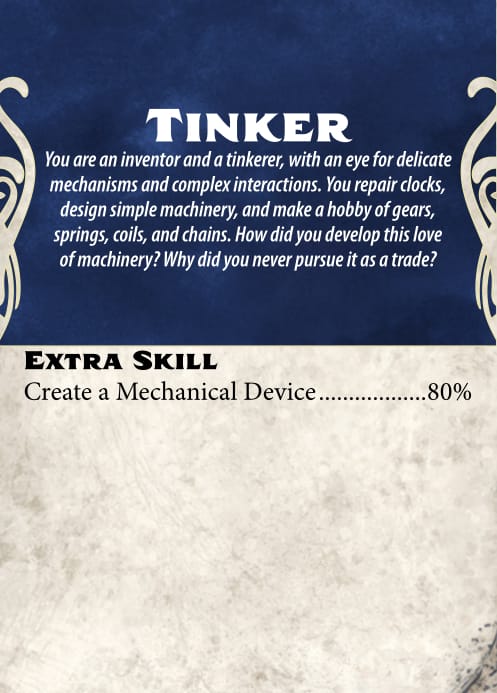 TINKER
You are an inventor and a tinkerer, with an eye for delicate
mechanisms and complex interactions. You repair clocks,
design simple machinery, and make a hobby of gears,
springs, coils, and chains. How did you develop this love
of machinery? Why did you never pursue it as a trade?
EXTRA SKILL
Create a Mechanical Device..................80%